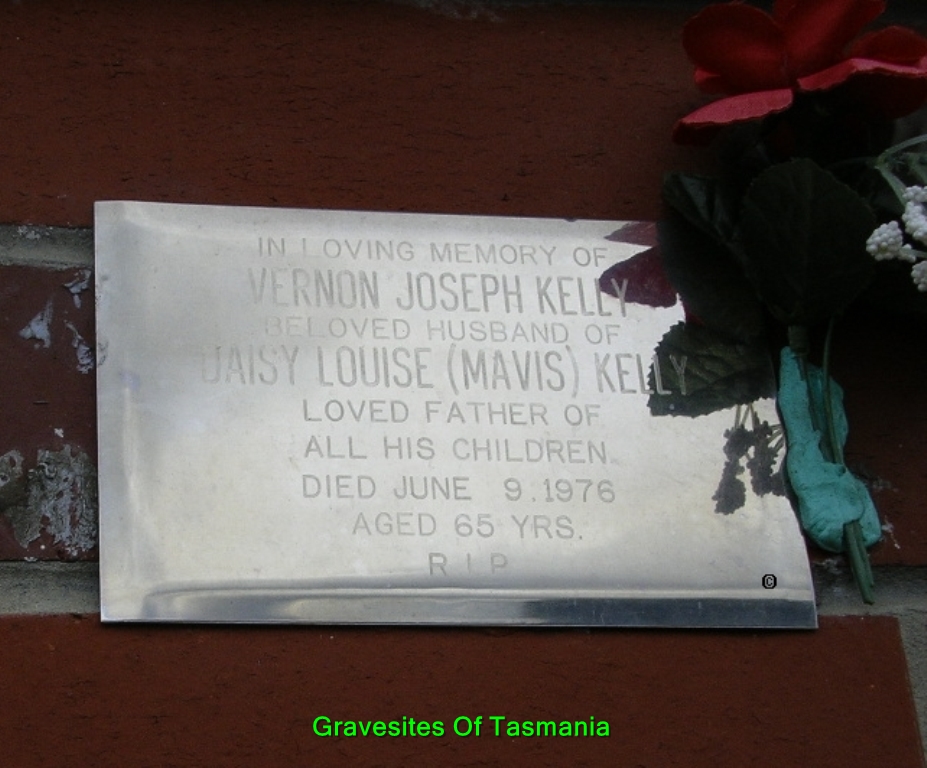 IN LOVING MEMORY OF
VERNON JOSEPH KELLY
BELOVED HUSBAND OF
DAISY LOUISE (MAVIS) KELLY
LOVED FATHER OF
ALL HIS CHILDREN.
DIED JUNE 9.1976
AGED 65 YRS.
R I P
©
Gravesites Of Tasmania